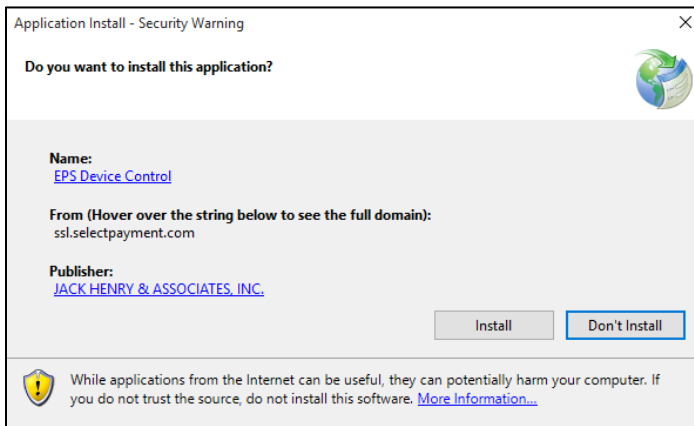 Application Install - Security Warning
Do you want to install this application?
Name:
EPS Device Control
From (Hover over the string below to see the full domain):
ssl.selectpayment.com
Publisher:
JACK HENRY & ASSOCIATES, INC.
Install
Don't Install
While applications from the Internet can be useful, they can potentially harm your computer. If
you do not trust the source, do not install this software. More Information...